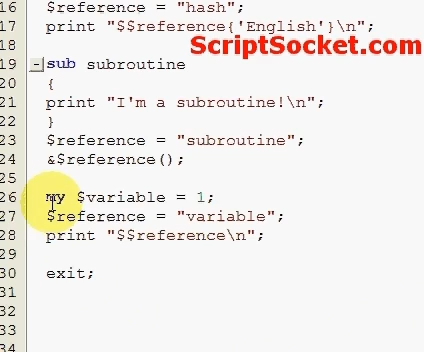 16 $reference = "hash";
17 print "$$reference{'English'}\n";
ScriptSocket.com
18
19 sub subroutine
20 {
21 print "I'm a subroutine!\n";
22 }
23 $reference = "subroutine";
24 &$reference();
25
26 my $variable = 1;
27 $reference = "variable";
28 print "$$reference\n";
29
30 exit;
31
32
33
34